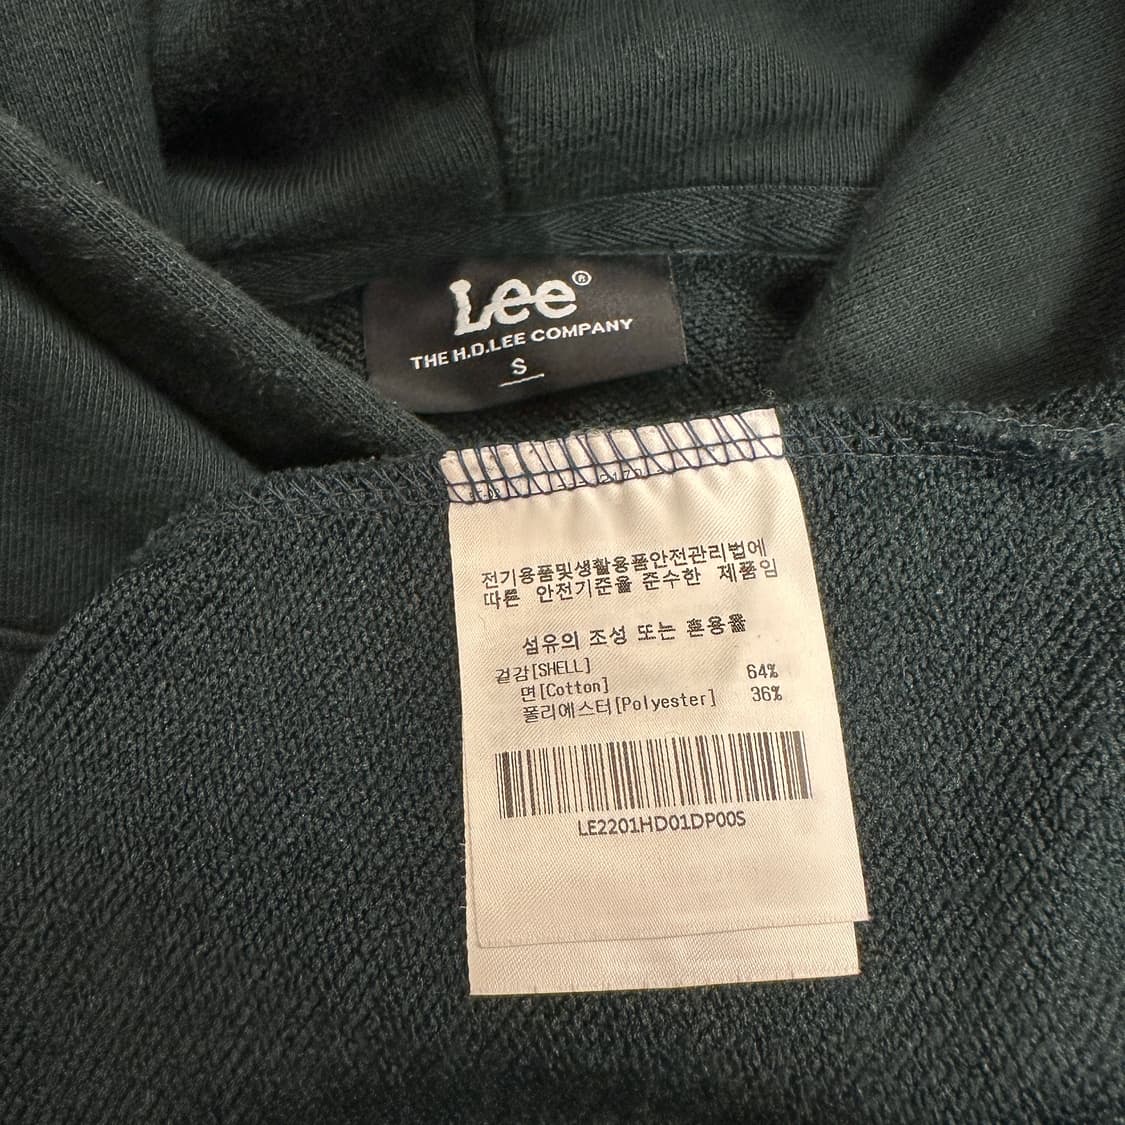 Lee®
THE H.D.LEE COMPANY
S
전기용품및생활용품안전관리법에
따른 안전기준을 준수한 제품임
섬유의 조성 또는 혼용율
겉감[SHELL]
면[Cotton] 64%
폴리에스터[Polyester] 36%
LE2201HD01DP00S